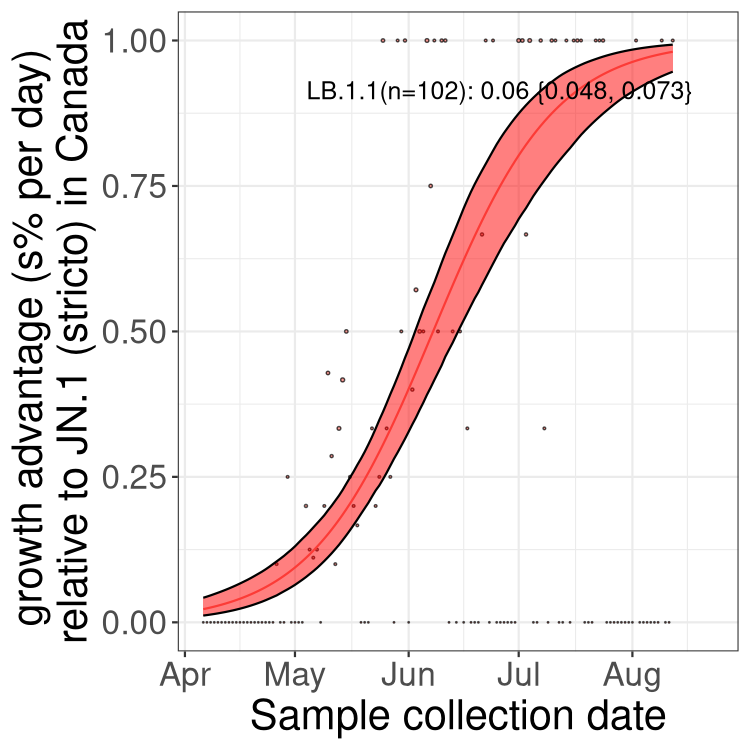 growth advantage (s% per day)
relative to JN.1 (stricto) in Canada
1.00
0.75
0.50
0.25
0.00
LB.1.1(n=102): 0.06 {0.048, 0.073}
Apr May Jun Jul Aug
Sample collection date